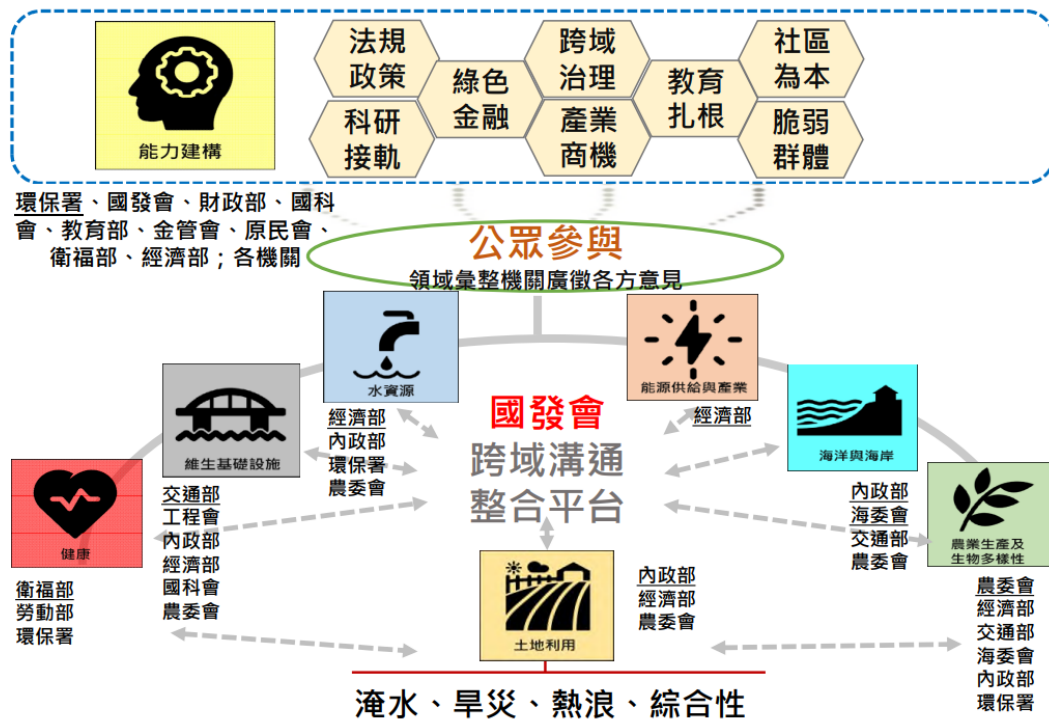 能力建構
法規
政策
科研
接軌
綠色
金融
跨域
治理
產業
商機
教育
扎根
社區
為本
脆弱
群體
環保署、國發會、財政部、國科
會、教育部、金管會、原民會、
衛福部、經濟部；各機關
公眾參與
領域彙整機關廣徵各方意見
水資源
經濟部
內政部
環保署
農委會
能源供給與產業
經濟部
國發會
跨域溝通
整合平台
維生基礎設施
交通部
工程會
內政部
經濟部
國科會
農委會
海洋與海岸
內政部
海委會
交通部
農委會
健康
衛福部
勞動部
環保署
農業生產及
生物多樣性
農委會
經濟部
交通部
海委會
內政部
環保署
土地利用
內政部
經濟部
農委會
淹水、旱災、熱浪、綜合性